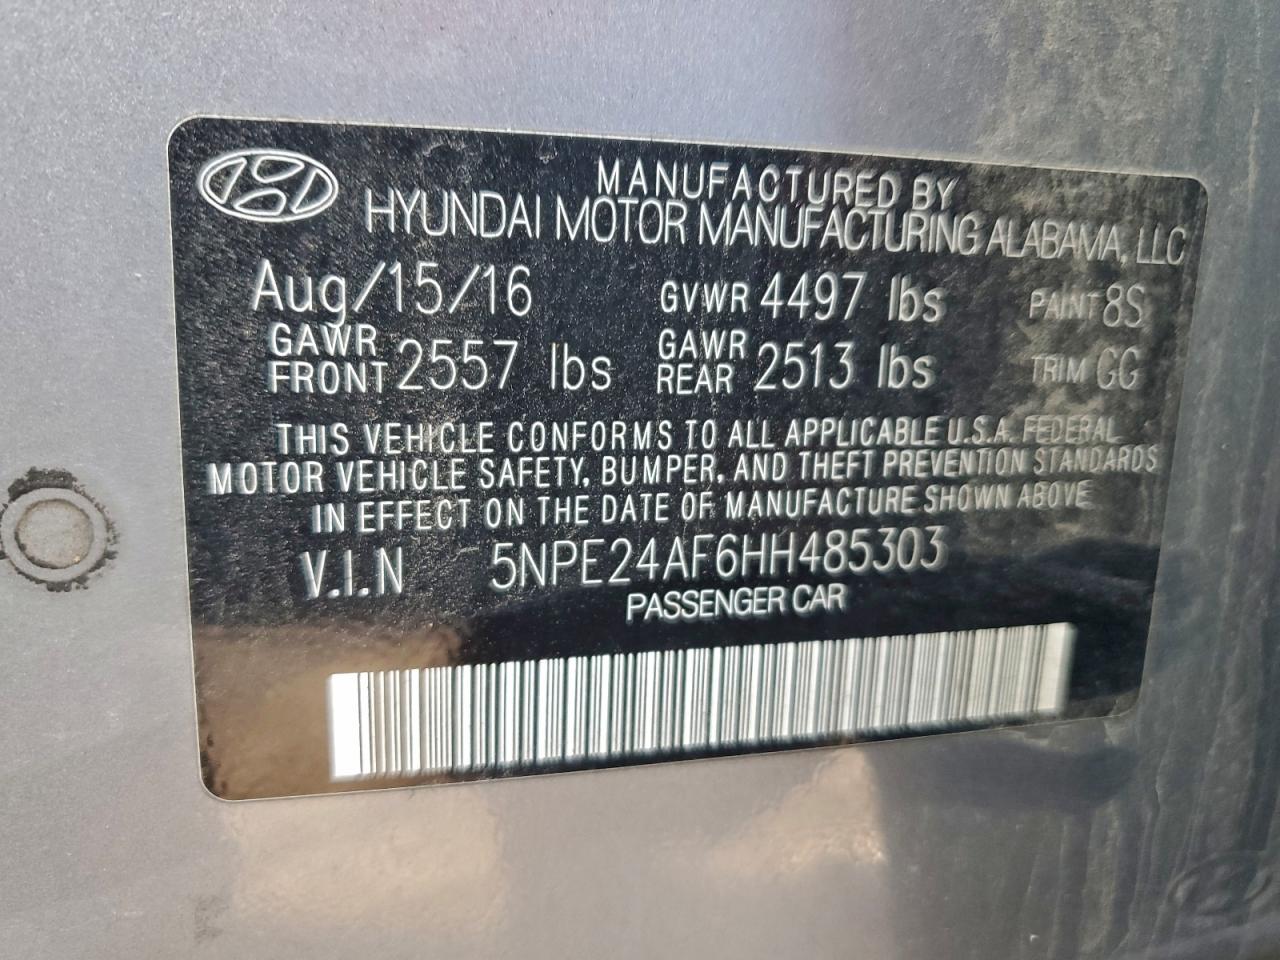 MANUFACTURED BY
HYUNDAI MOTOR MANUFACTURING ALABAMA, LLC
Aug/15/16 GVWR 4497 lbs PAINT 8S
GAWR FRONT 2557 lbs GAWR REAR 2513 lbs TRIM GG
THIS VEHICLE CONFORMS TO ALL APPLICABLE U.S.A. FEDERAL
MOTOR VEHICLE SAFETY, BUMPER, AND THEFT PREVENTION STANDARDS
IN EFFECT ON THE DATE OF MANUFACTURE SHOWN ABOVE
V.I.N 5NPE24AF6HH485303
PASSENGER CAR